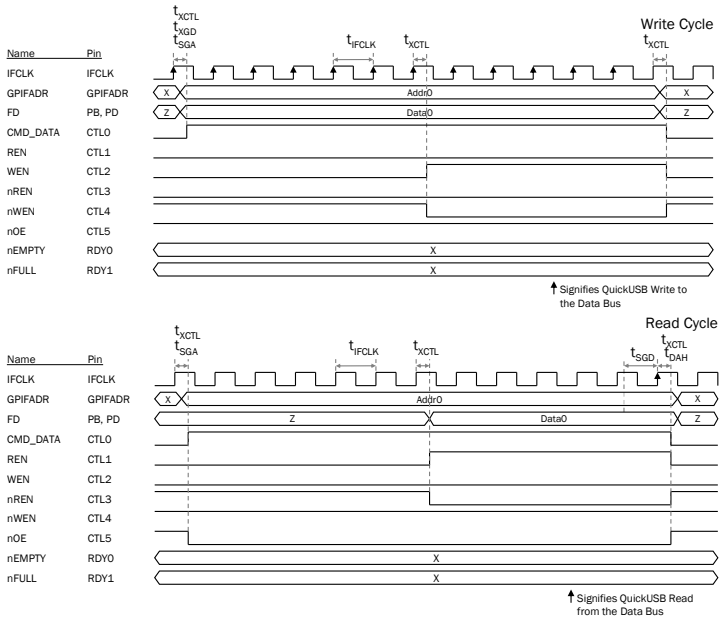 Write Cycle
tXCTL
tXGD
tSGA
tIFCLK
tXCTL
tXCTL
Name Pin
IFCLK IFCLK
GPIFADR GPIFADR X Addr0 X
FD PB, PD Z Data0 Z
CMD_DATA CTL0
REN CTL1
WEN CTL2
nREN CTL3
nWEN CTL4
nOE CTL5
nEMPTY RDY0 X
nFULL RDY1 X
Signifies QuickUSB Write to
the Data Bus
Read Cycle
tXCTL
tSGA
tIFCLK
tXCTL
tSGD
tXCTL
tDAH
Name Pin
IFCLK IFCLK
GPIFADR GPIFADR X Addr0 X
FD PB, PD Z Data0 Z
CMD_DATA CTL0
REN CTL1
WEN CTL2
nREN CTL3
nWEN CTL4
nOE CTL5
nEMPTY RDY0 X
nFULL RDY1 X
Signifies QuickUSB Read
from the Data Bus